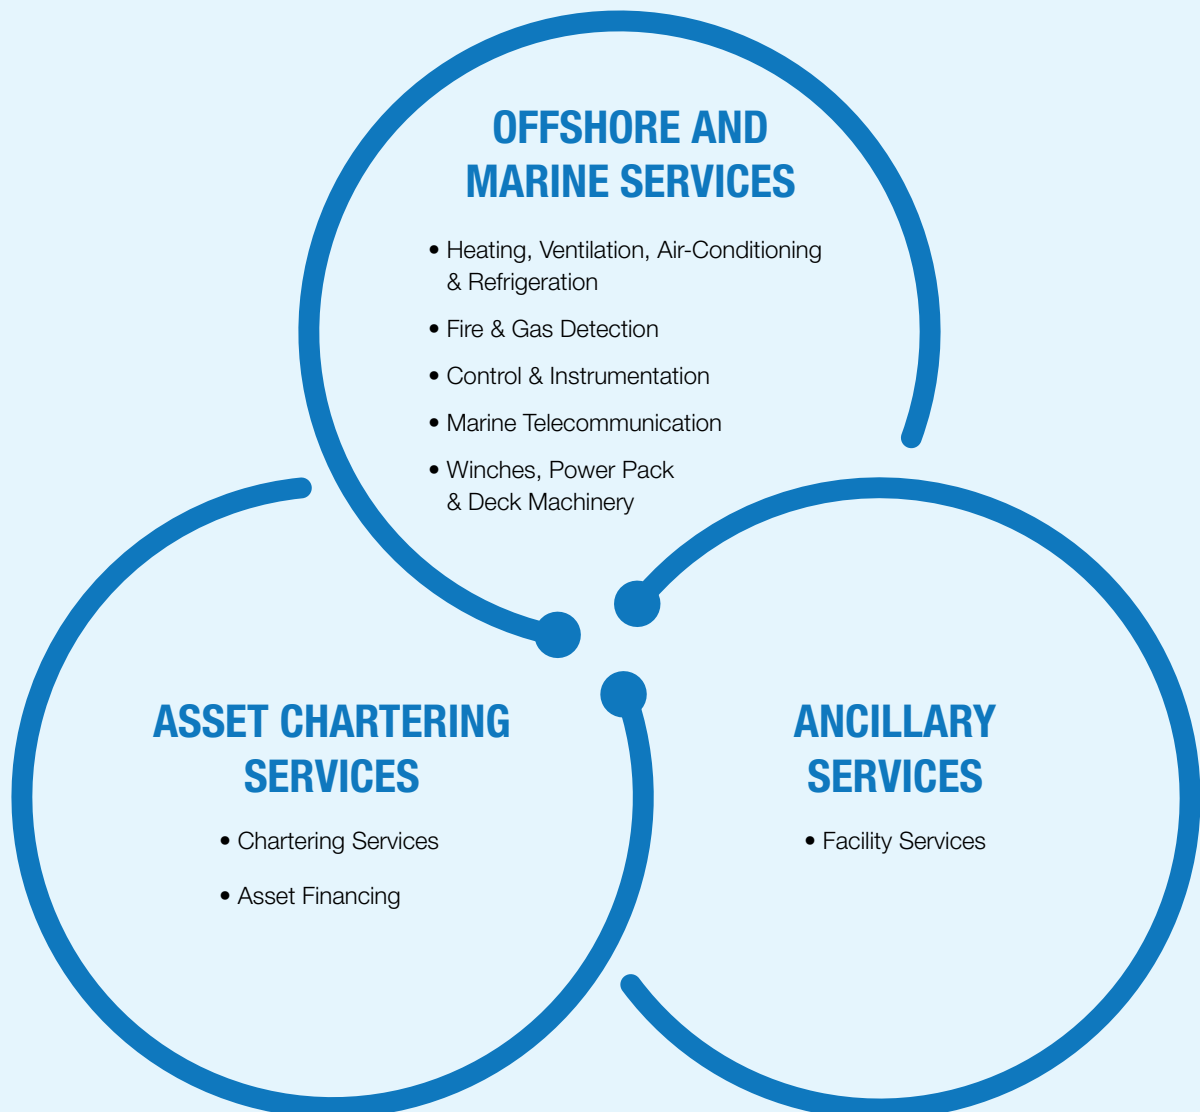 OFFSHORE AND
MARINE SERVICES
• Heating, Ventilation, Air-Conditioning
& Refrigeration
• Fire & Gas Detection
• Control & Instrumentation
• Marine Telecommunication
• Winches, Power Pack
& Deck Machinery
ASSET CHARTERING
SERVICES
• Chartering Services
• Asset Financing
ANCILLARY
SERVICES
• Facility Services